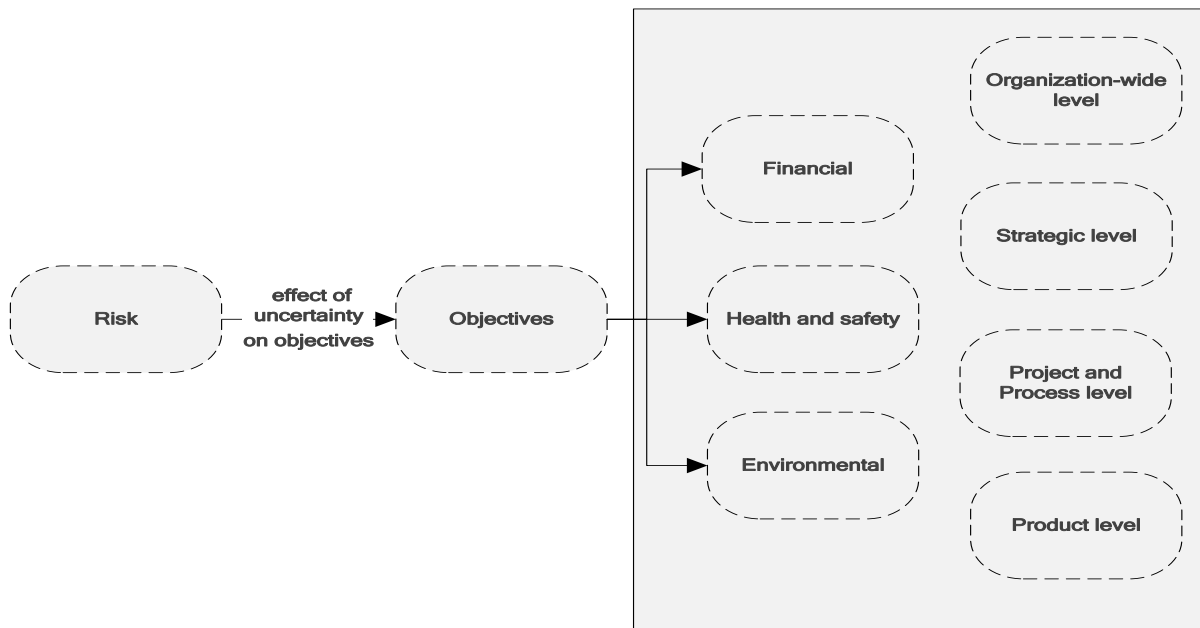 Risk
effect of
uncertainty
on objectives
Objectives
Financial
Health and safety
Environmental
Organization-wide
level
Strategic level
Project and
Process level
Product level